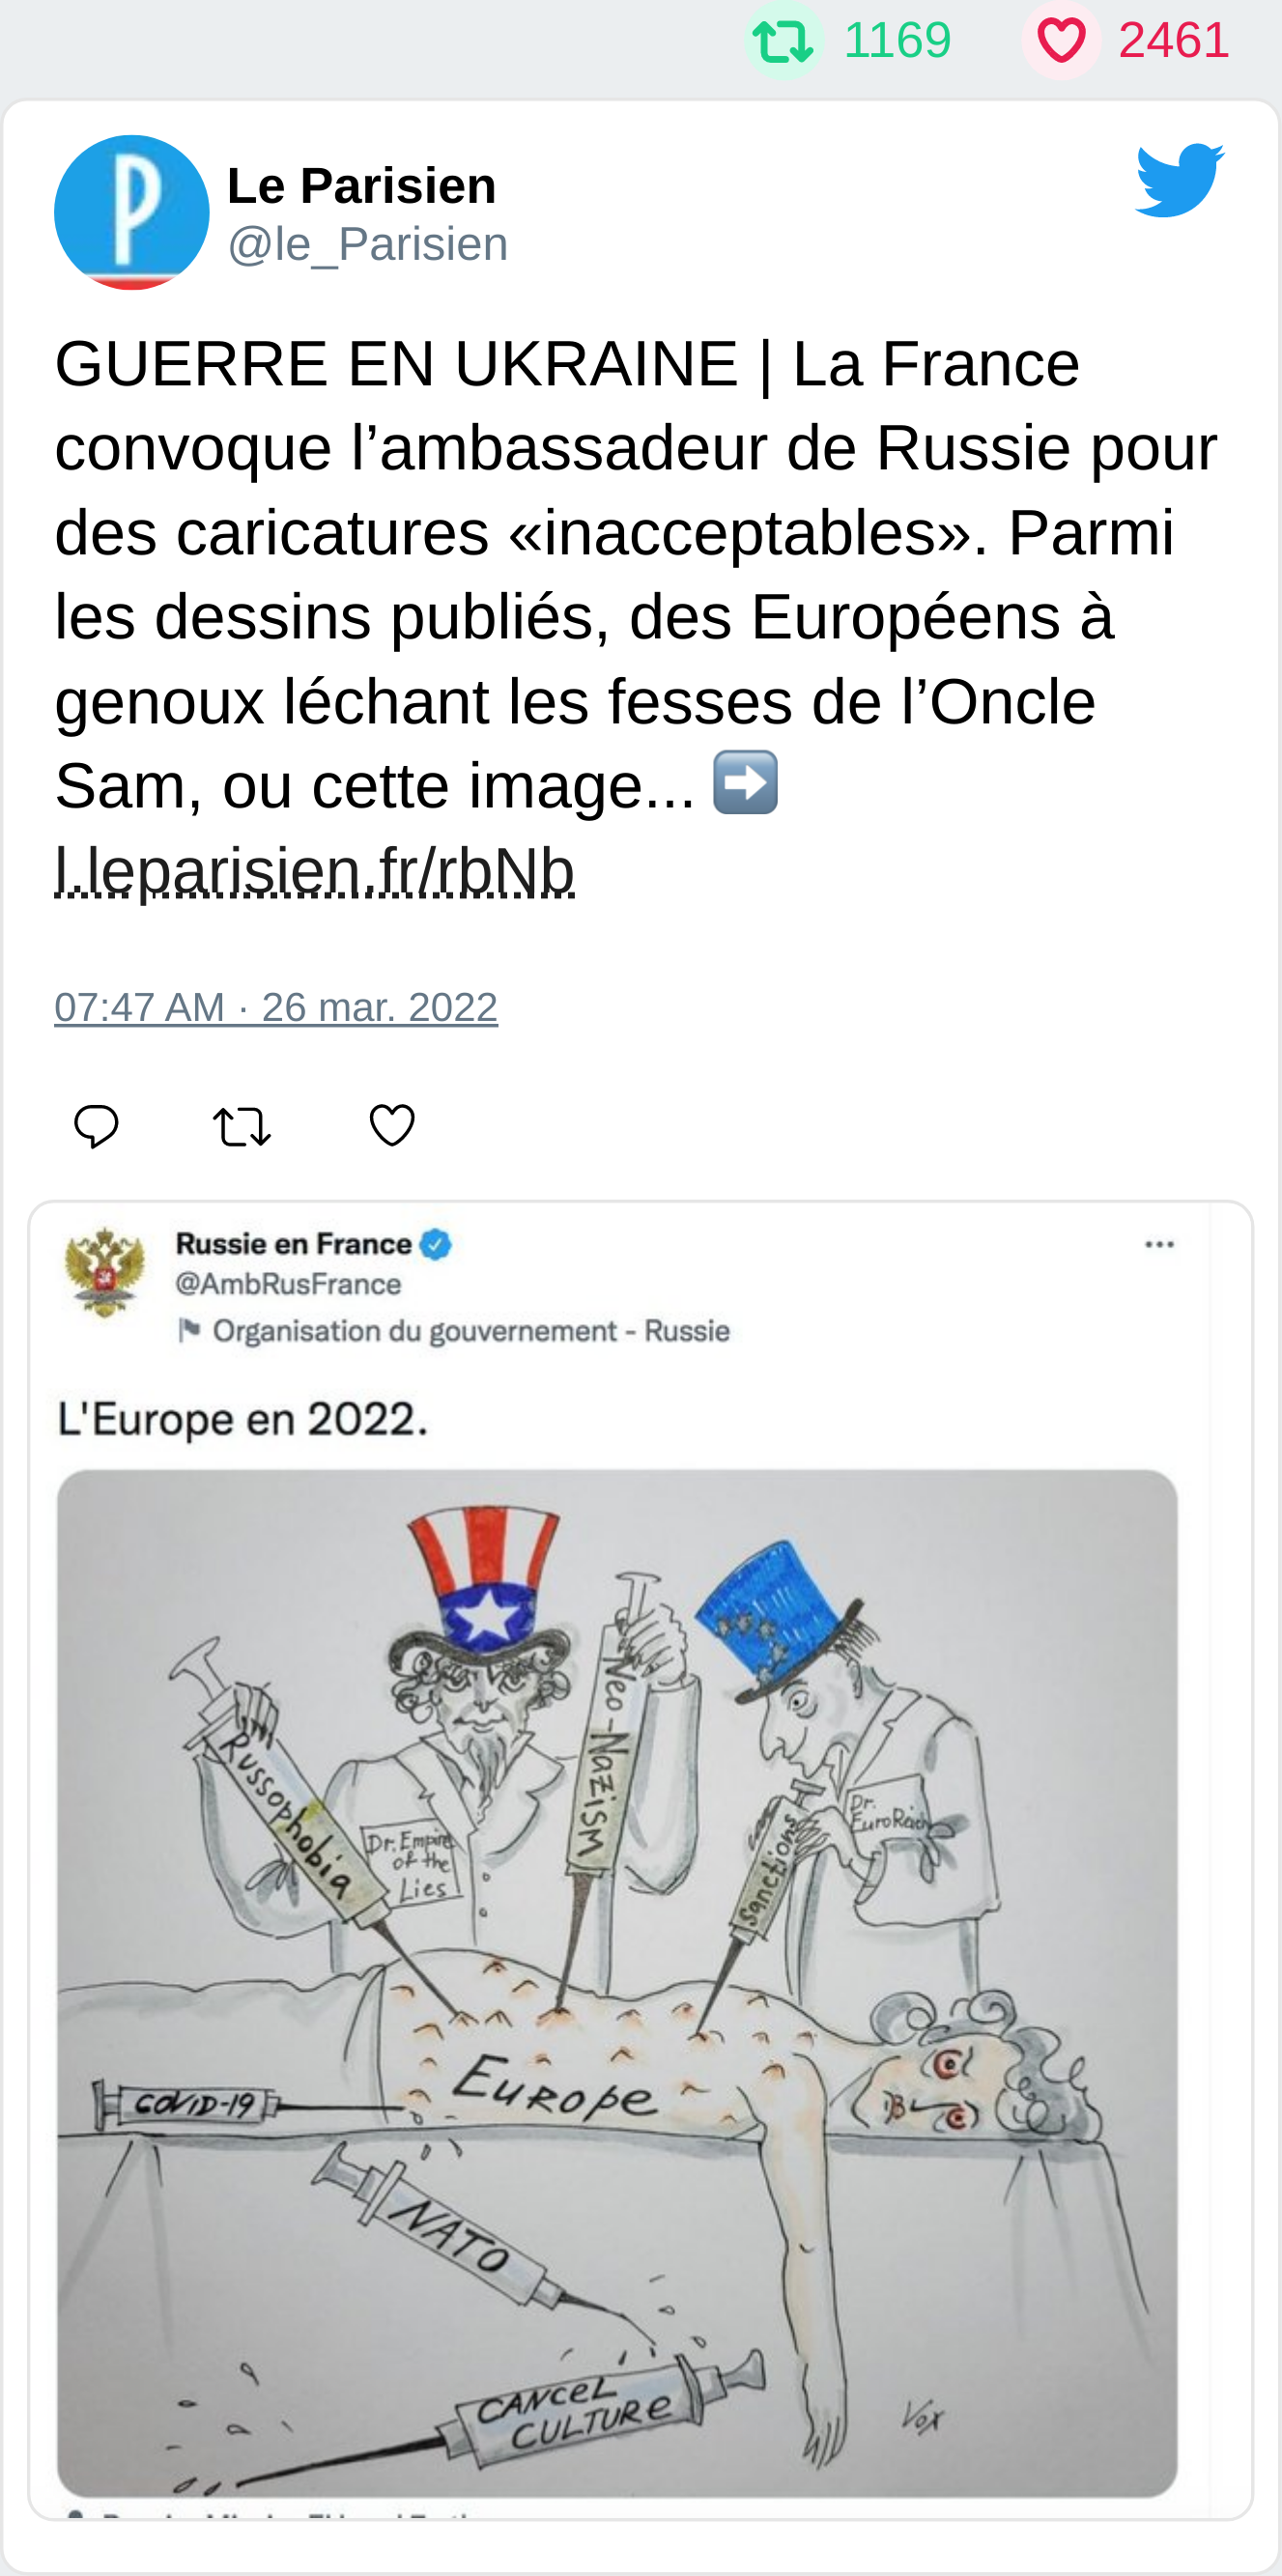 1169 2461
Le Parisien
@le_Parisien
GUERRE EN UKRAINE | La France
convoque l’ambassadeur de Russie pour
des caricatures «inacceptables». Parmi
les dessins publiés, des Européens à
genoux léchant les fesses de l’Oncle
Sam, ou cette image... ➡️
l.leparisien.fr/rbNb
07:47 AM · 26 mar. 2022
Russie en France
@AmbRusFrance
Organisation du gouvernement - Russie
L'Europe en 2022.
Russophobia
Neo-Nazism
Dr. Empire
of the
Lies
Sanctions
Dr.
EuroReich
Europe
COVID-19
NATO
CANCEL
CULTURE
Vox